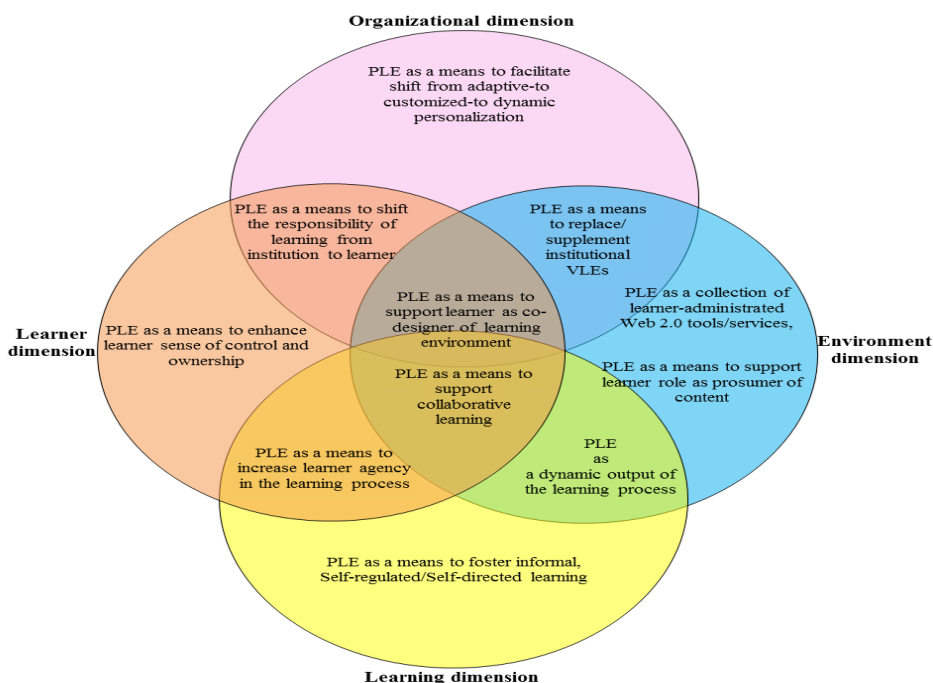 Organizational dimension
PLE as a means to facilitate
shift from adaptive-to
customized-to dynamic
personalization
PLE as a means to shift
the responsibility of
learning from
institution to learner
PLE as a means
to replace/
supplement
institutional
VLEs
PLE as a collection of
learner-administrated
Web 2.0 tools/services,
PLE as a means to support
learner as co-
designer of learning
environment
Learner
dimension
PLE as a means to enhance
learner sense of control and
ownership
Environment
dimension
PLE as a means to support
learner role as prosumer of
content
PLE as a means to
support
collaborative
learning
PLE as a means to
increase learner agency
in the learning process
PLE
as
a dynamic output of
the learning process
PLE as a means to foster informal,
Self-regulated/Self-directed learning
Learning dimension